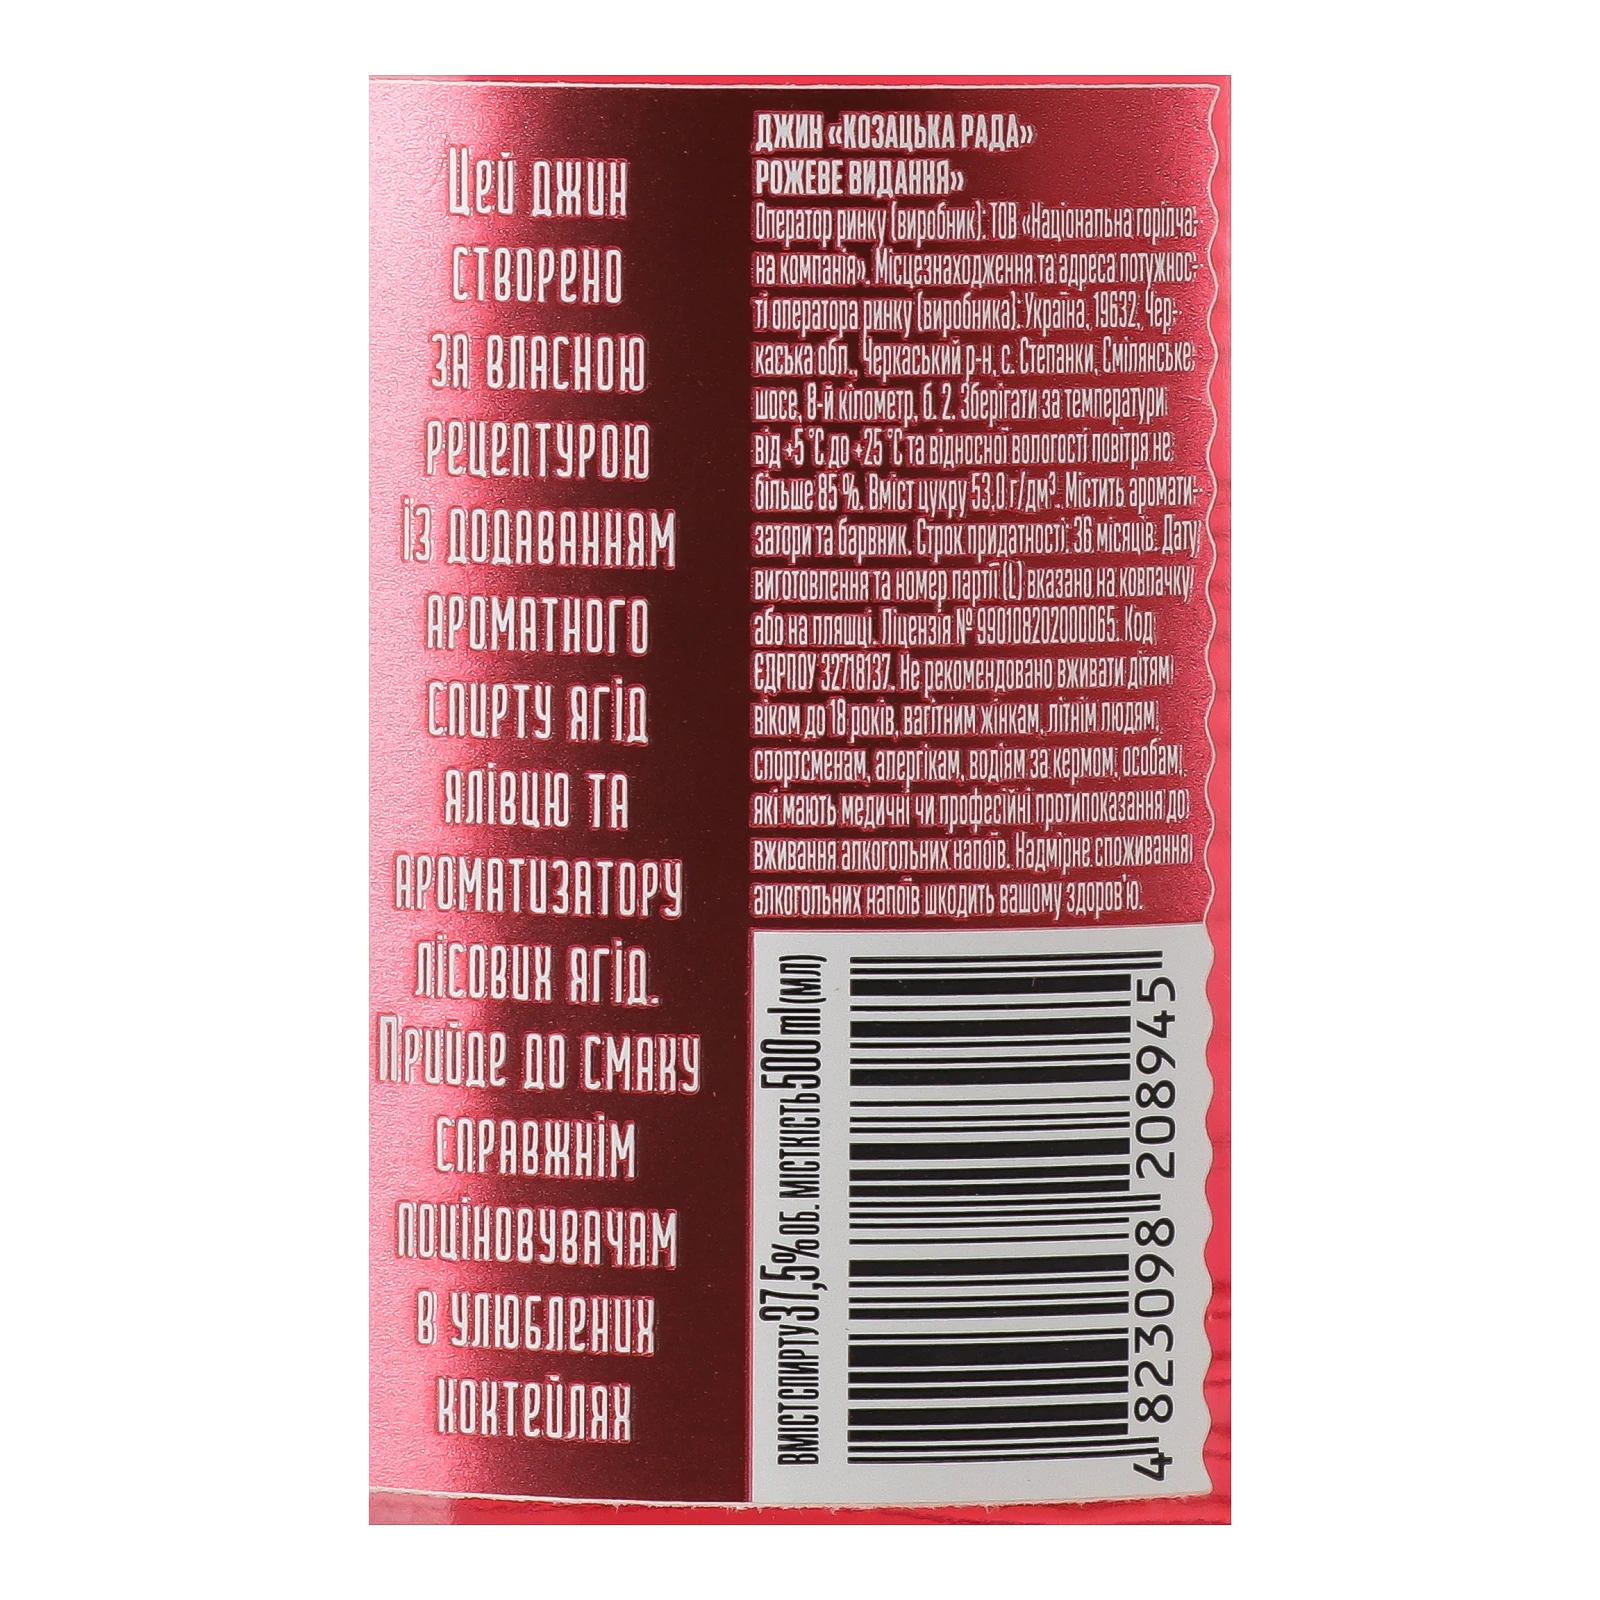 Цей джин
створено
за власною
рецептурою
із додаванням
ароматного
спирту ягід
ялівцю та
ароматизатору
лісових ягід.
Прийде до смаку
справжнім
поціновувачам
в улюблених
коктейлях
ДЖИН «КОЗАЦЬКА РАДА»
РОЖЕВЕ ВИДАННЯ»
Оператор ринку (виробник): ТОВ «Національна горілча-
на компанія». Місцезнаходження та адреса потужнос-
ті оператора ринку (виробника): Україна, 19632, Чер-
каська обл., Черкаський р-н, с. Степанки, Смілянське
шосе, 8-й кілометр, б. 2. Зберігати за температури
від +5 °С до +25 °С та відносної вологості повітря не
більше 85 %. Вміст цукру 53,0 г/дм³. Містить аромати-
затори та барвник. Строк придатності: 36 місяців. Дату
виготовлення та номер партії (L) вказано на ковпачку
або на пляшці. Ліцензія № 990108202000065. Код
ЄДРПОУ 32718137. Не рекомендовано вживати дітям
віком до 18 років, вагітним жінкам, літнім людям,
спортсменам, алергікам, водіям за кермом, особам,
які мають медичні чи професійні протипоказання до
вживання алкогольних напоїв. Надмірне споживання
алкогольних напоїв шкодить вашому здоров'ю.
ВМІСТ СПИРТУ 37,5% ОБ. МІСТКІСТЬ 500 ml (МЛ)
4 823098 208945